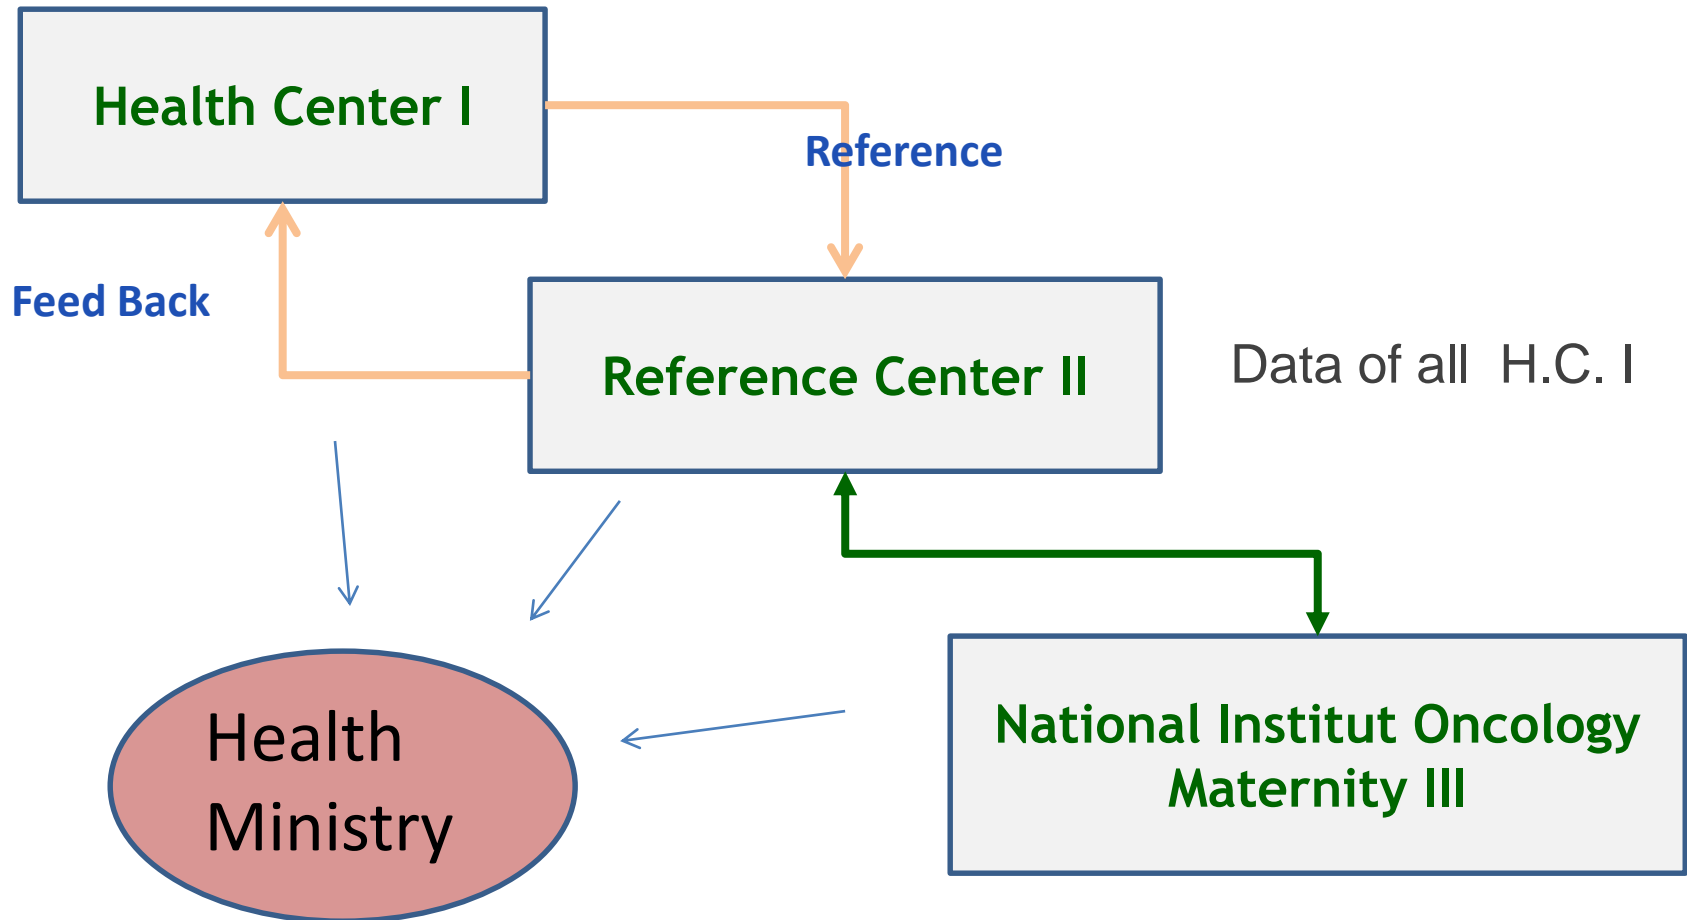 Health Center I
Reference
Feed Back
Reference Center II
Data of all  H.C. I
Health
Ministry
National Institut Oncology
Maternity III